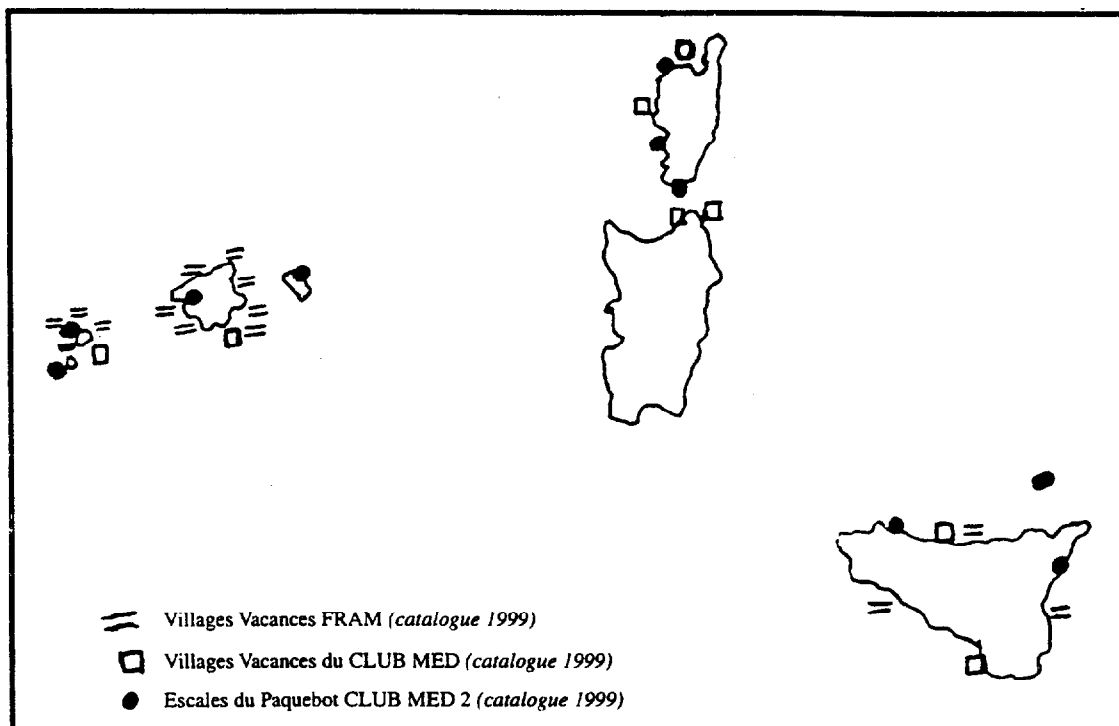 Villages Vacances FRAM (catalogue 1999)
Villages Vacances du CLUB MED (catalogue 1999)
Escales du Paquebot CLUB MED 2 (catalogue 1999)